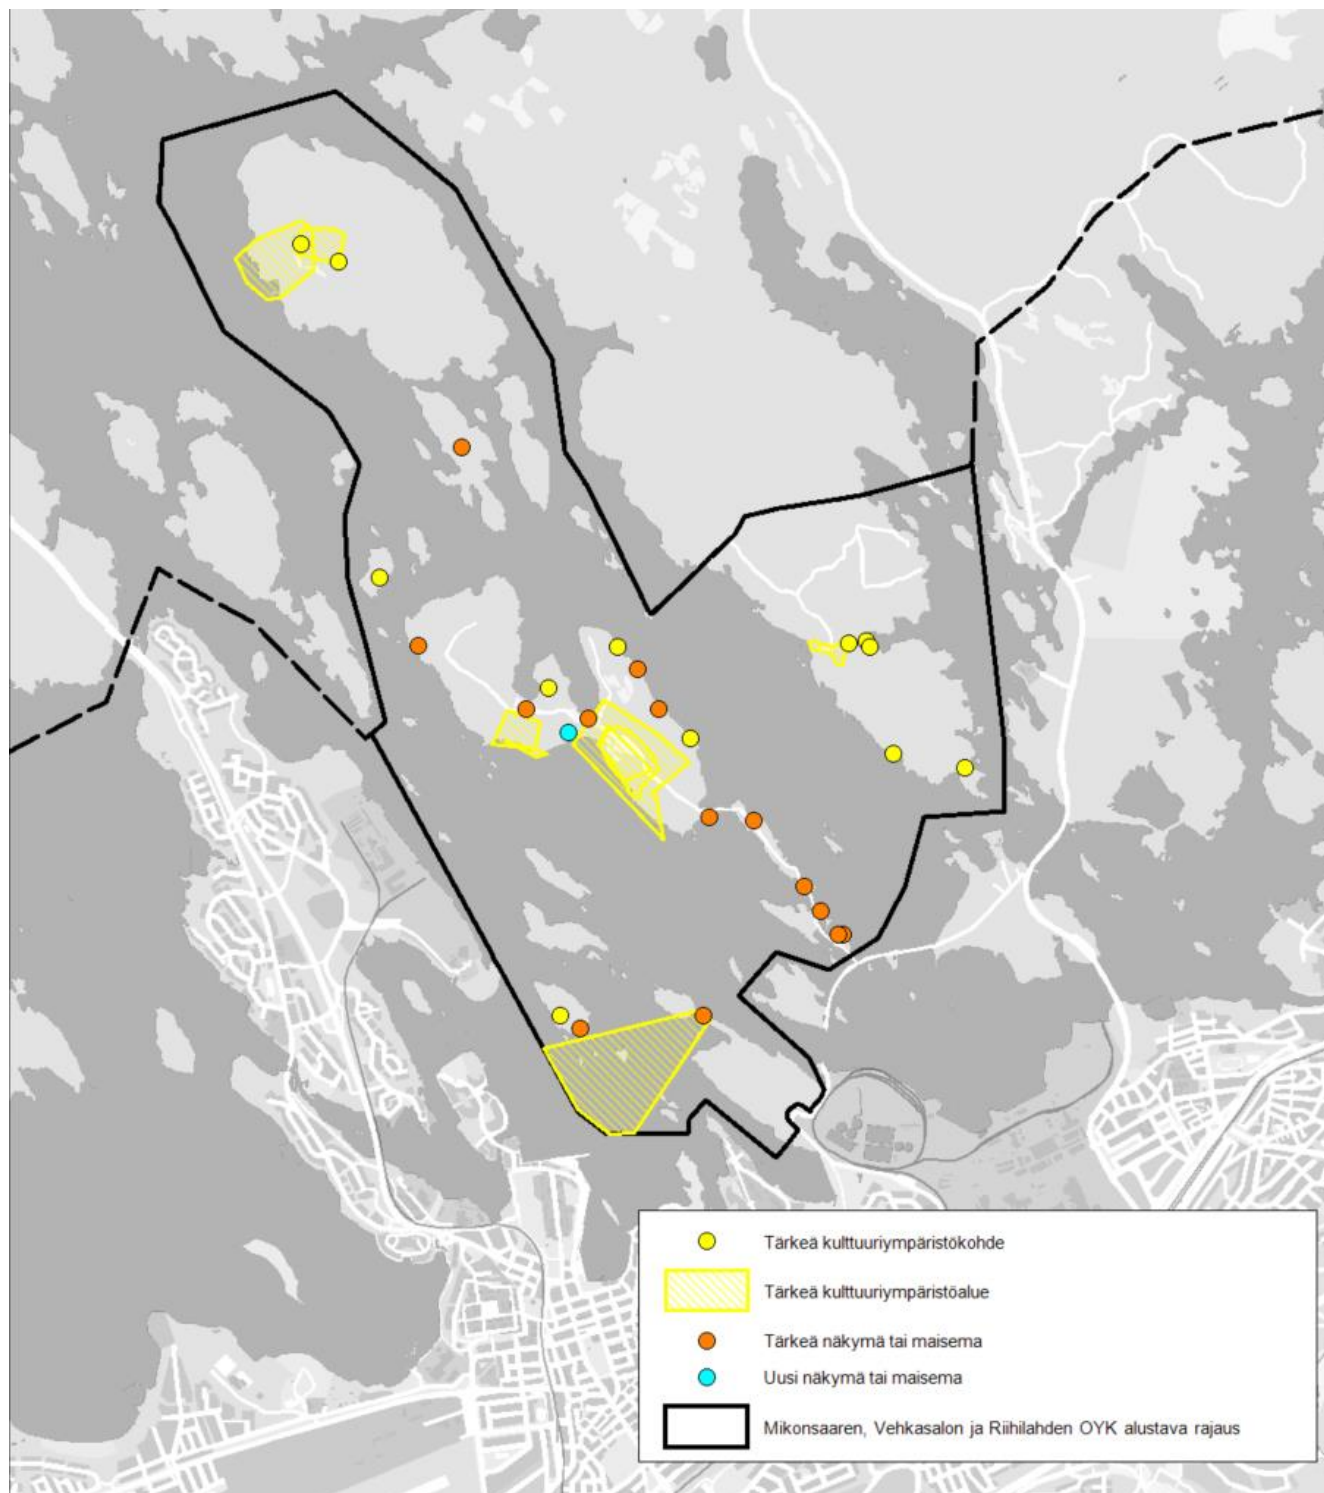 Tärkeä kulttuuriympäristökohde
Tärkeä kulttuuriympäristöalue
Tärkeä näkymä tai maisema
Uusi näkymä tai maisema
Mikonsaaren, Vehkasalon ja Riihilahden OYK alustava rajaus